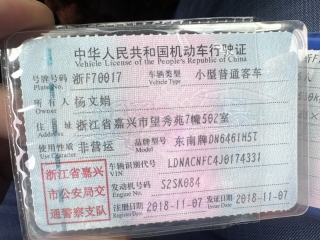 中华人民共和国机动车行驶证
Vehicle License of the People's Republic of China
号牌号码 浙FF70017 车辆类型 小型普通客车
Plate No. Vehicle Type
所有人 杨文娟
Owner
住址 浙江省嘉兴市望秀苑7幢502室
Address
使用性质 非营运 品牌型号 东南牌DN6461H5T
Use Character Model
浙江省嘉兴
市公安局交
通警察支队
车辆识别代号 LDNACNFC4J0174331
VIN
发动机号码 S2SK084
Engine No.
注册日期 2018-11-07 发证日期 2018-11-07
Register Date Issue Date